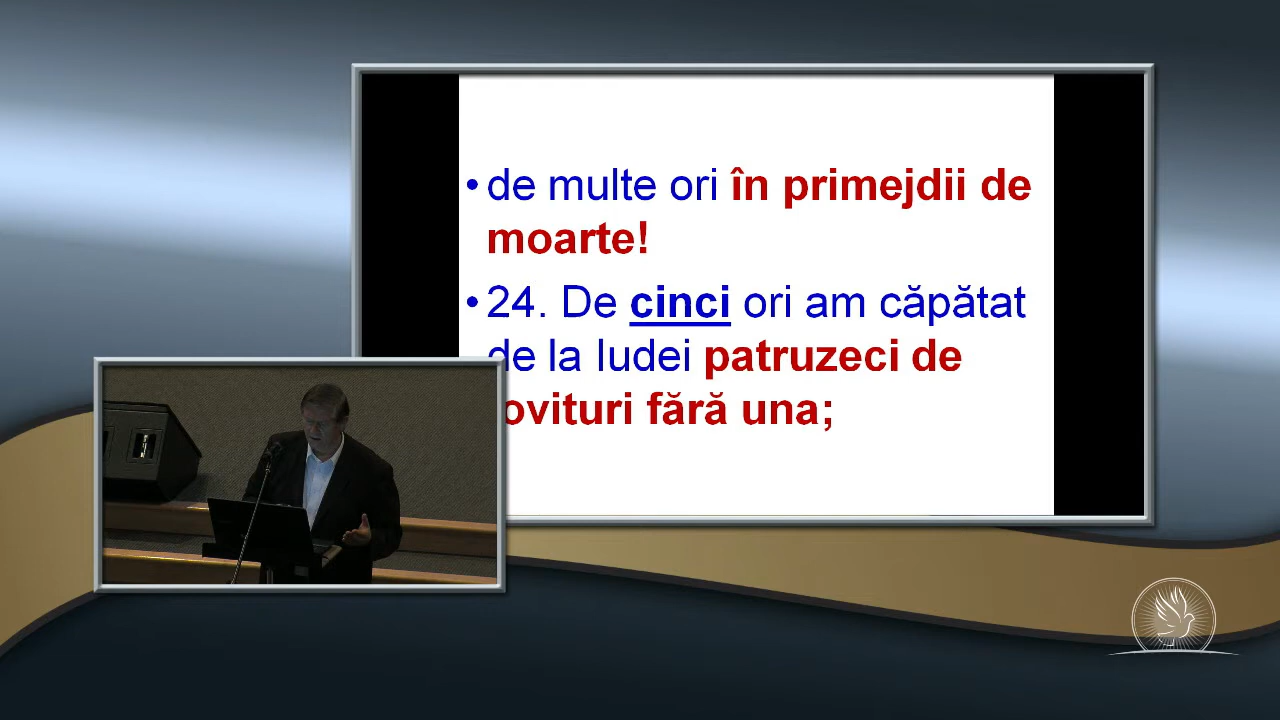 • de multe ori în primejdii de
moarte!
• 24. De cinci ori am căpătat
de la Iudei patruzeci de
ovituri fără una;